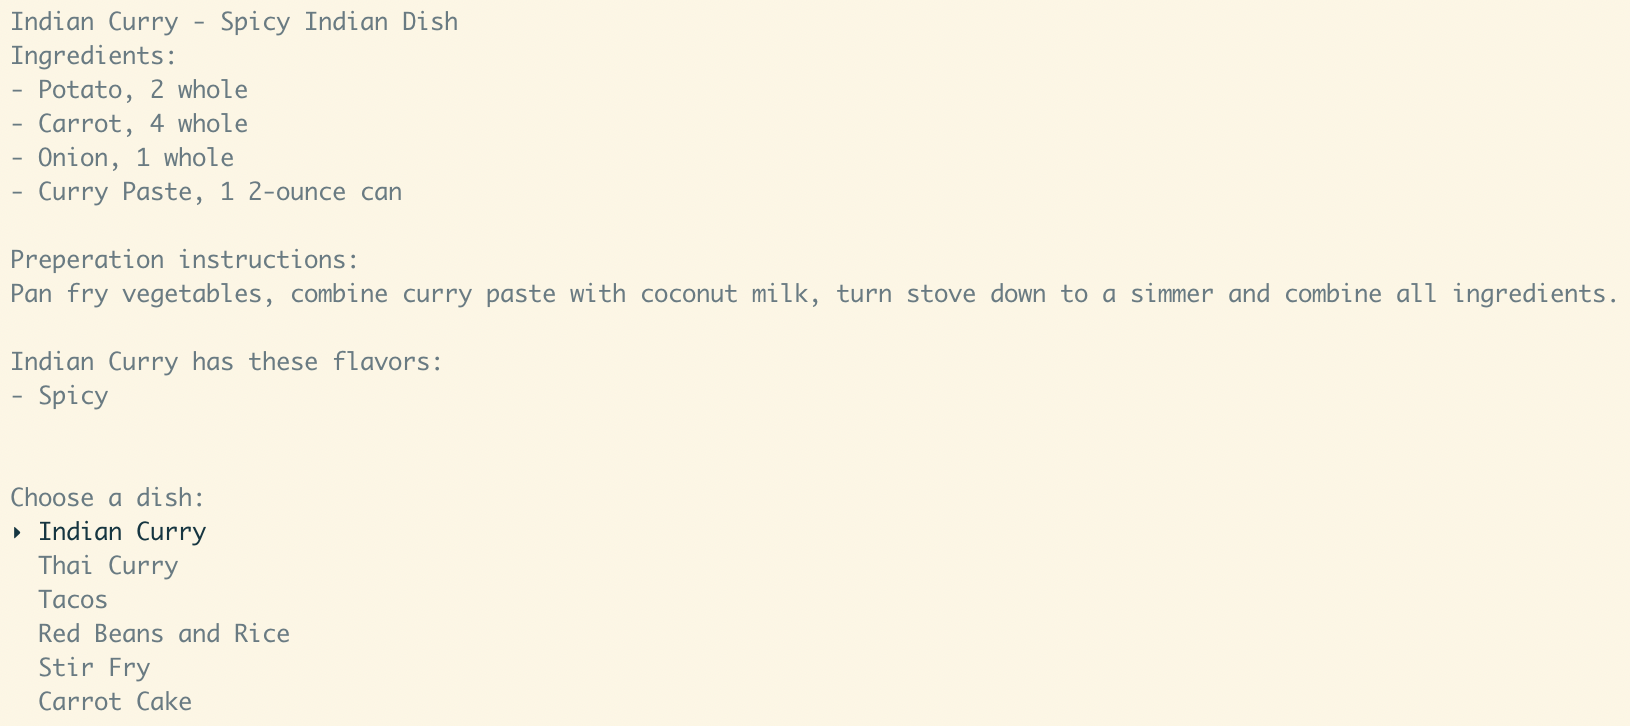 Indian Curry - Spicy Indian Dish
Ingredients:
- Potato, 2 whole
- Carrot, 4 whole
- Onion, 1 whole
- Curry Paste, 1 2-ounce can
Preperation instructions:
Pan fry vegetables, combine curry paste with coconut milk, turn stove down to a simmer and combine all ingredients.
Indian Curry has these flavors:
- Spicy
Choose a dish:
‣ Indian Curry
Thai Curry
Tacos
Red Beans and Rice
Stir Fry
Carrot Cake